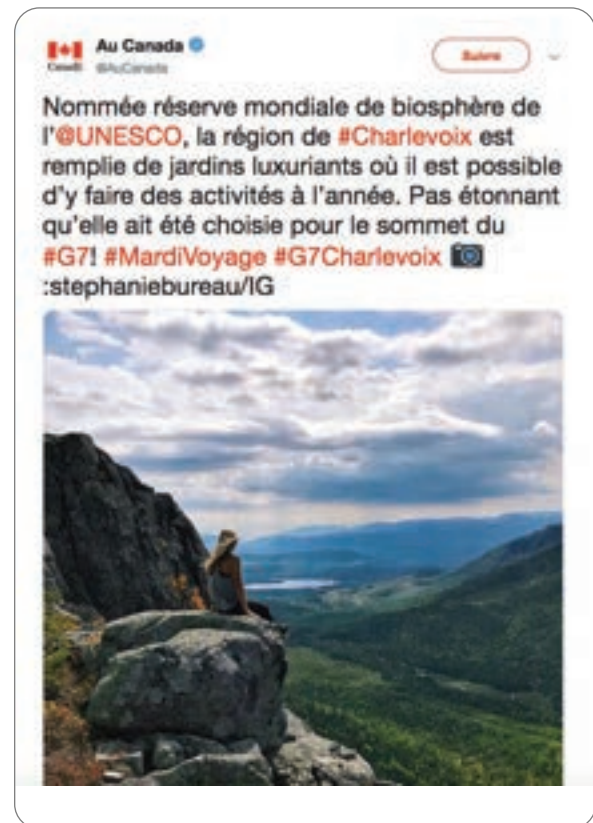 Au Canada
Canada
@AuCanada
Suivre
Nommée réserve mondiale de biosphère de
l'@UNESCO, la région de #Charlevoix est
remplie de jardins luxuriants où il est possible
d'y faire des activités à l'année. Pas étonnant
qu'elle ait été choisie pour le sommet du
#G7! #MardiVoyage #G7Charlevoix 📷
:stephaniebureau/IG